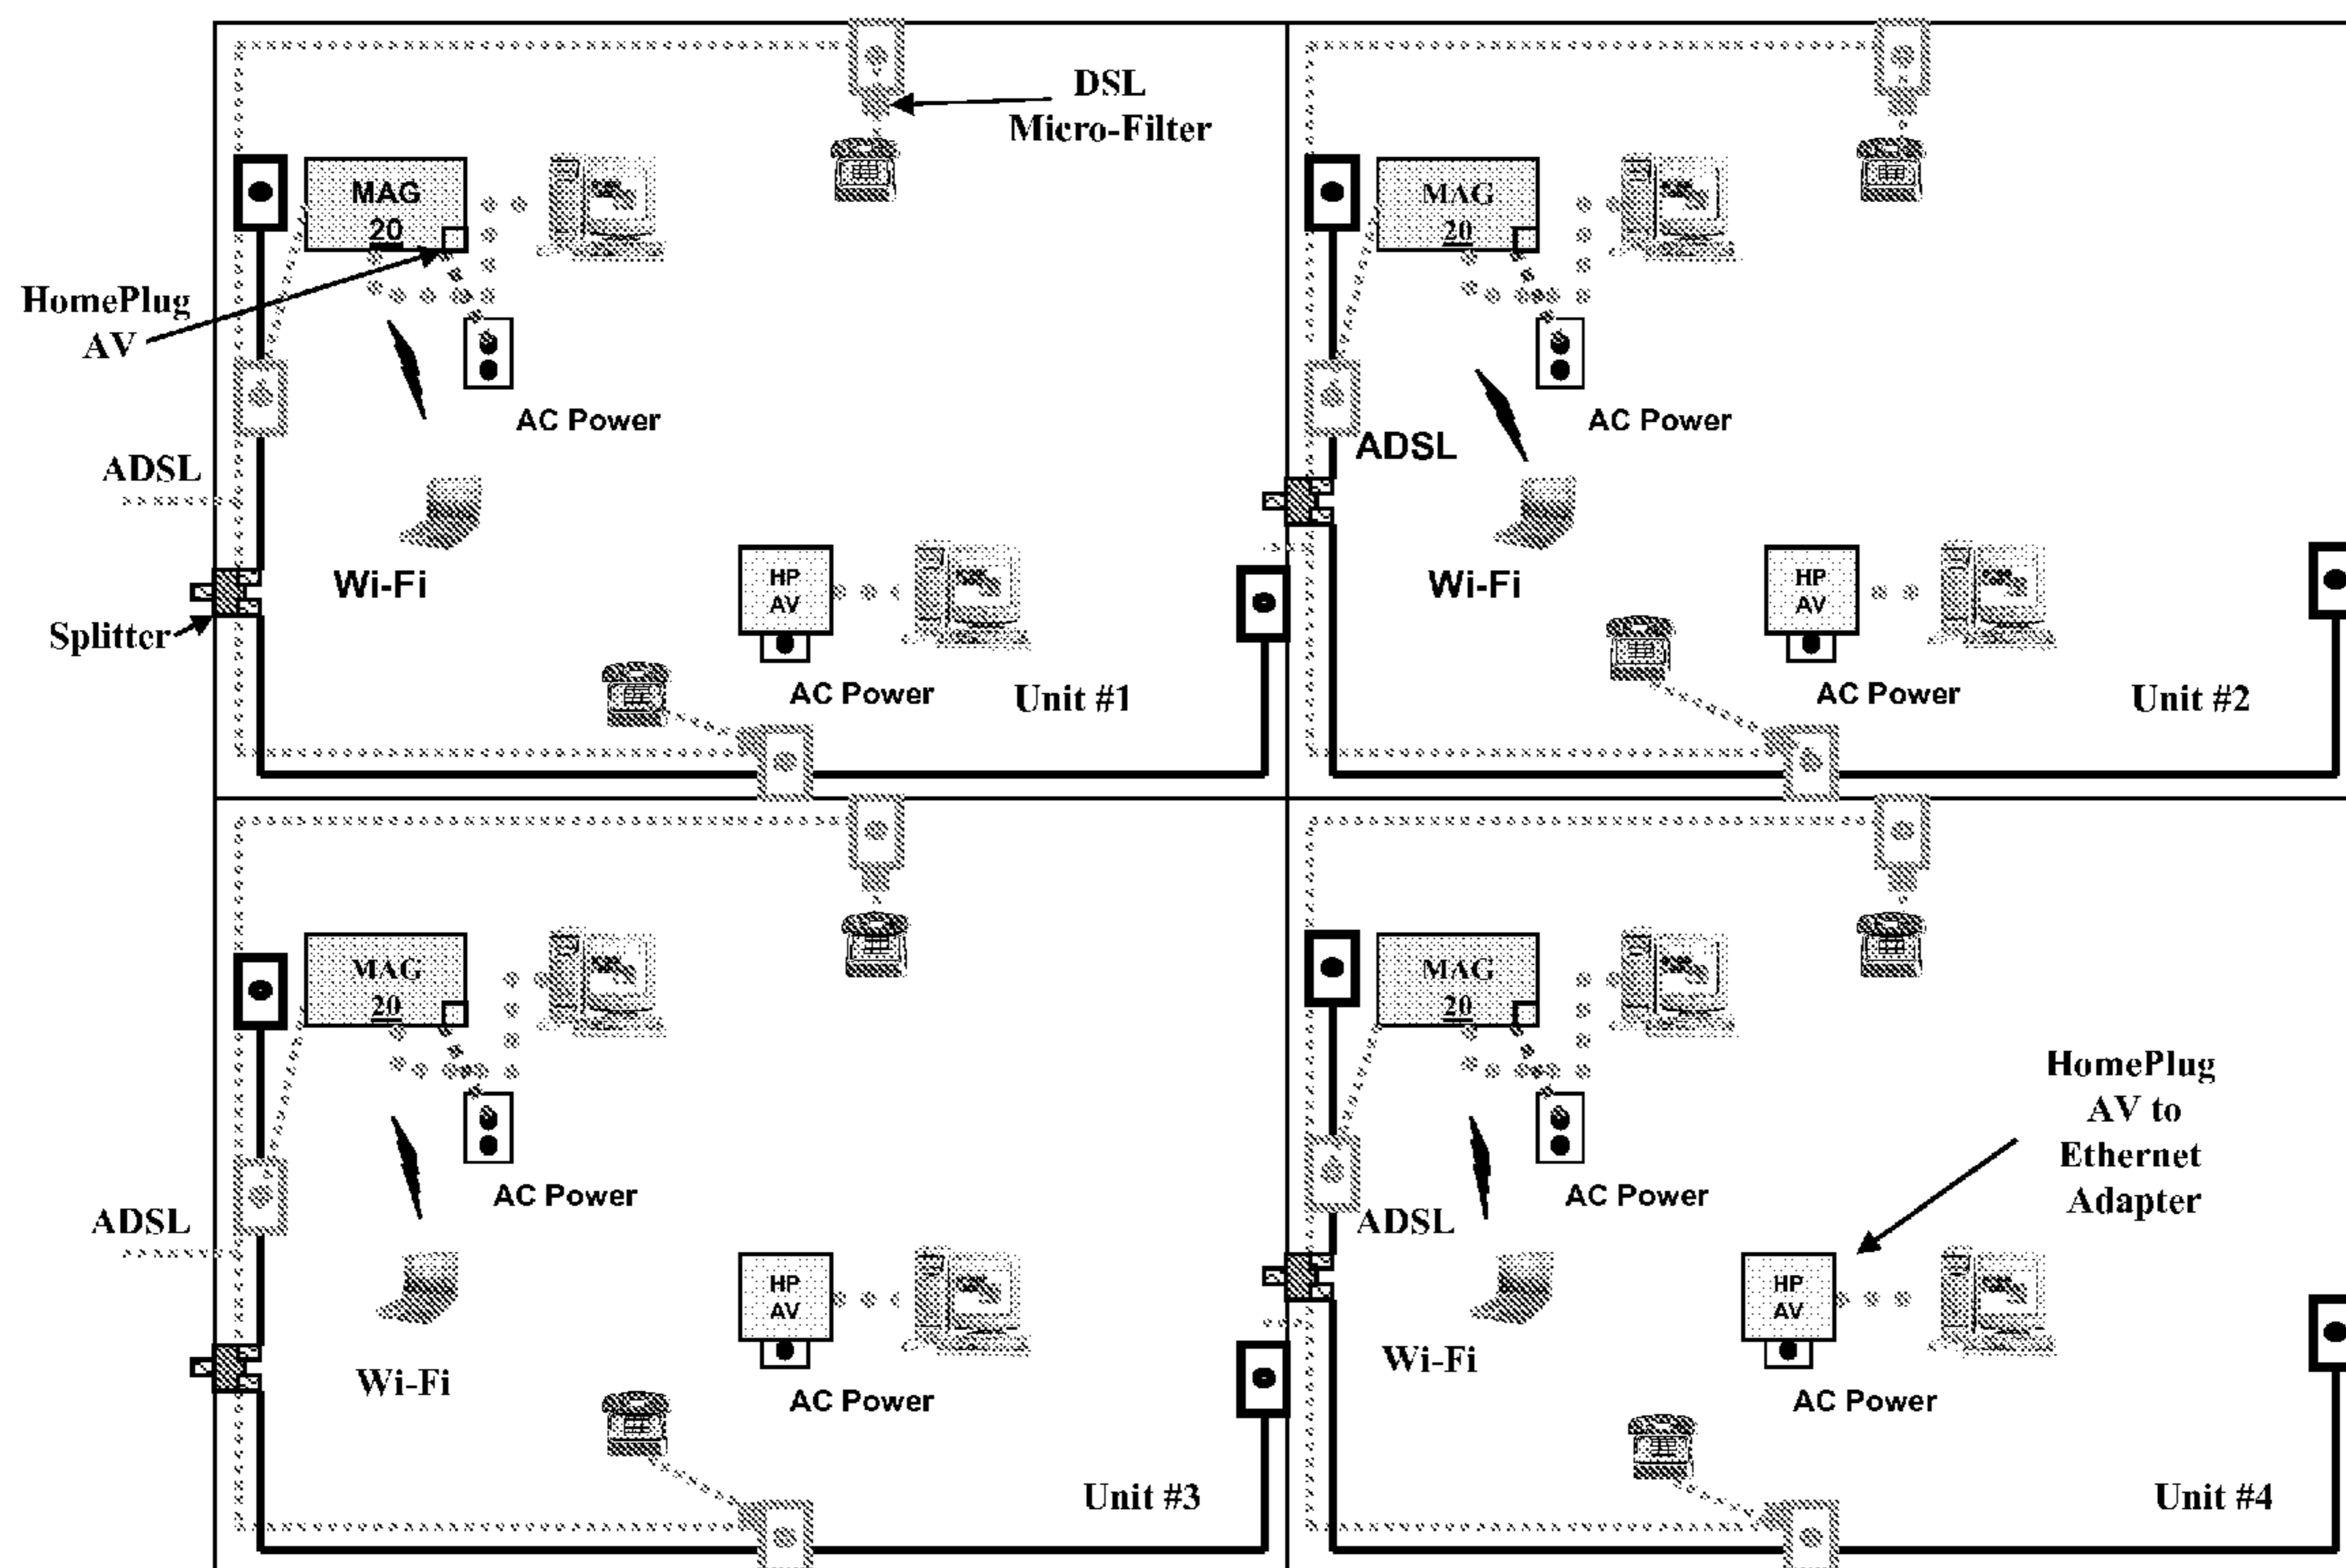 DSL
Micro-Filter
MAG
20
HomePlug
AV
AC Power
ADSL
Wi-Fi
Splitter
HP
AV
AC Power
Unit #1
MAG
20
AC Power
ADSL
Wi-Fi
HP
AV
AC Power
Unit #2
MAG
20
AC Power
ADSL
Wi-Fi
HP
AV
AC Power
Unit #3
MAG
20
AC Power
ADSL
Wi-Fi
HomePlug
AV to
Ethernet
Adapter
HP
AV
AC Power
Unit #4